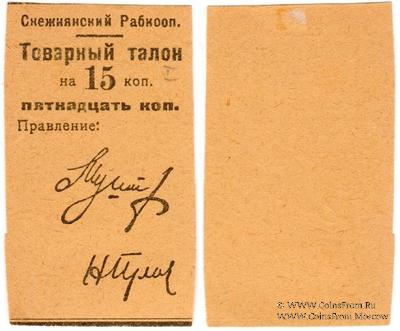 Снежнянский Рабкооп.
Товарный талон
на 15 коп.
пятнадцать коп.
Правление:
© WWW.CoinsFrom.Ru
WWW.CoinsFrom.Moscow